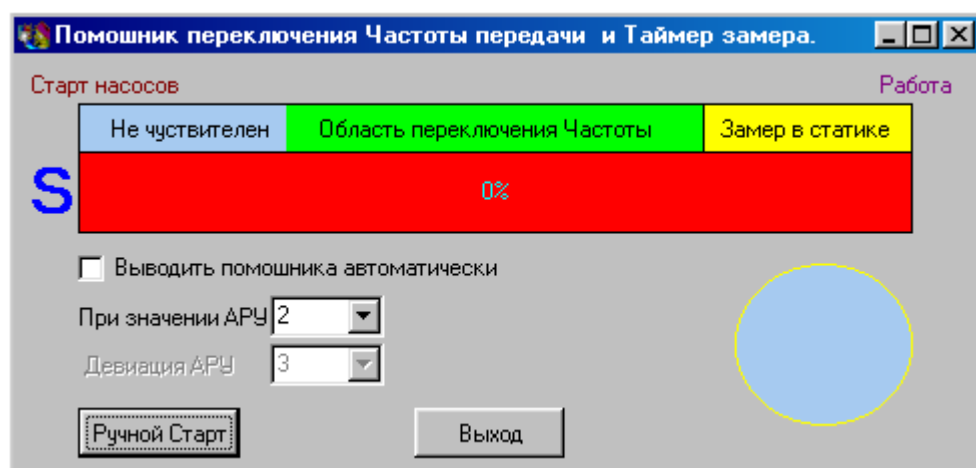 Помошник переключения Частоты передачи и Таймер замера.
Старт насосов Работа
Не чуствителен Область переключения Частоты Замер в статике
S
0%
Выводить помошника автоматически
При значении АРУ 2
Девиация АРУ 3
Ручной Старт Выход